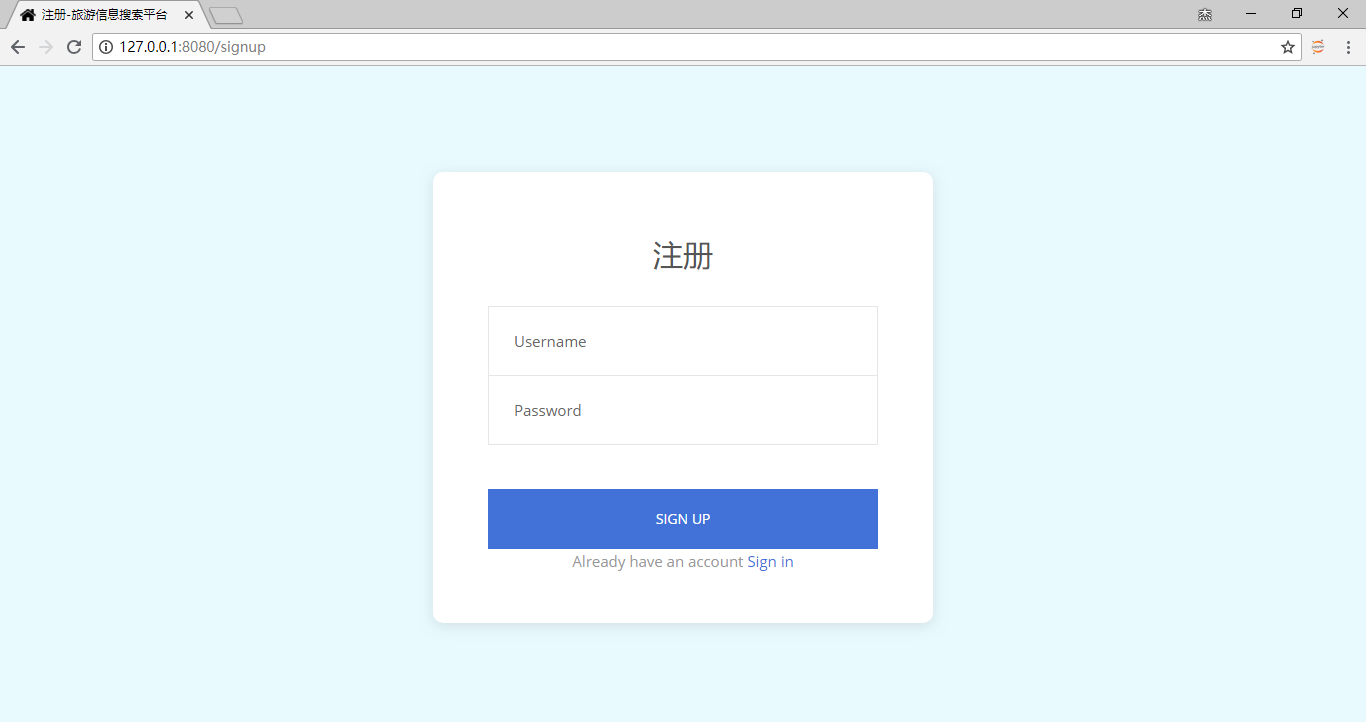 注册-旅游信息搜索平台
杰
127.0.0.1:8080/signup
注册
Username
Password
SIGN UP
Already have an account Sign in